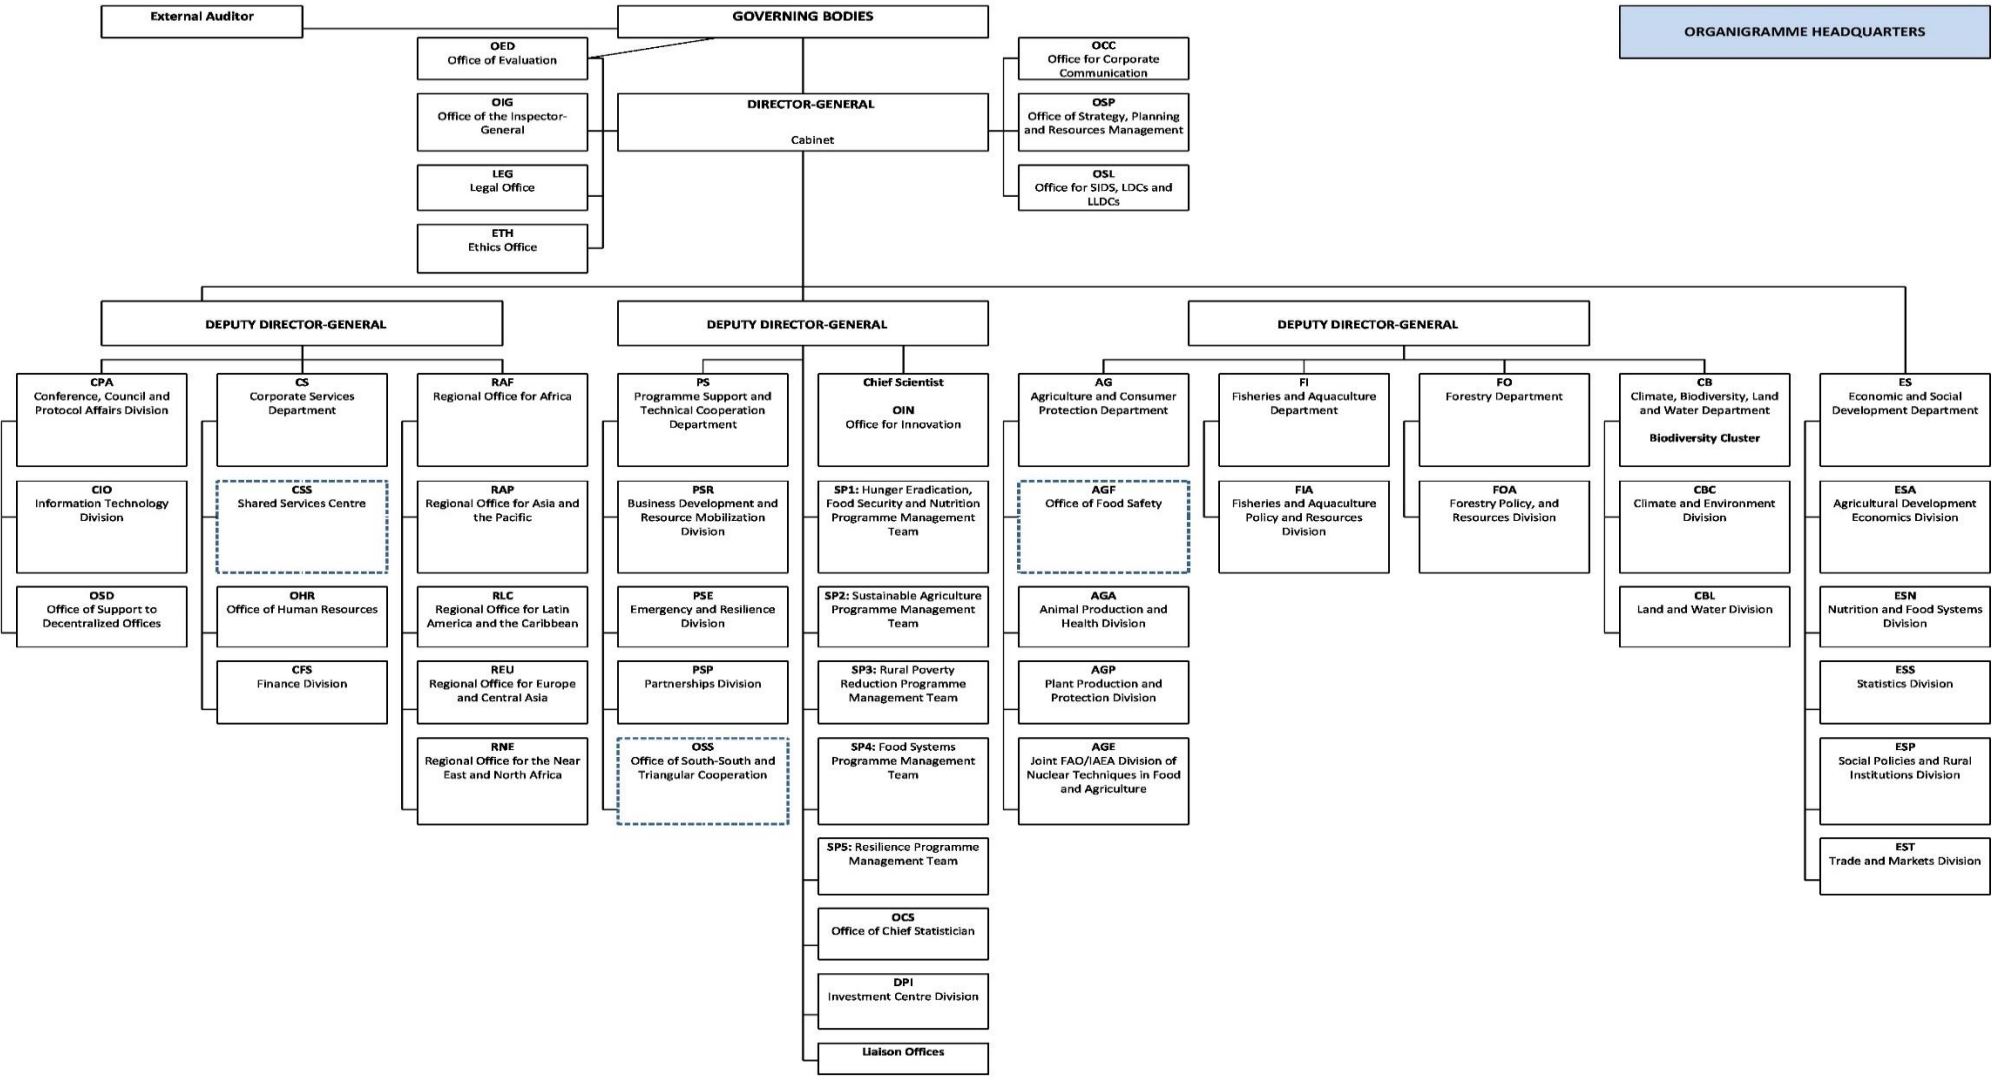 External Auditor
GOVERNING BODIES
ORGANIGRAMME HEADQUARTERS
OED
Office of Evaluation
OCC
Office for Corporate
Communication
OIG
Office of the Inspector-
General
DIRECTOR-GENERAL
Cabinet
OSP
Office of Strategy, Planning
and Resources Management
LEG
Legal Office
OSL
Office for SIDS, LDCs and
LLDCs
ETH
Ethics Office
DEPUTY DIRECTOR-GENERAL
DEPUTY DIRECTOR-GENERAL
DEPUTY DIRECTOR-GENERAL
CPA
Conference, Council and
Protocol Affairs Division
CS
Corporate Services
Department
RAF
Regional Office for Africa
PS
Programme Support and
Technical Cooperation
Department
Chief Scientist
OIN
Office for Innovation
AG
Agriculture and Consumer
Protection Department
FI
Fisheries and Aquaculture
Department
FO
Forestry Department
CB
Climate, Biodiversity, Land
and Water Department
Biodiversity Cluster
ES
Economic and Social
Development Department
CIO
Information Technology
Division
CSS
Shared Services Centre
RAP
Regional Office for Asia and
the Pacific
PSR
Business Development and
Resource Mobilization
Division
SP1: Hunger Eradication,
Food Security and Nutrition
Programme Management
Team
AGF
Office of Food Safety
FIA
Fisheries and Aquaculture
Policy and Resources
Division
FOA
Forestry Policy, and
Resources Division
CBC
Climate and Environment
Division
ESA
Agricultural Development
Economics Division
OSD
Office of Support to
Decentralized Offices
OHR
Office of Human Resources
RLC
Regional Office for Latin
America and the Caribbean
PSE
Emergency and Resilience
Division
SP2: Sustainable Agriculture
Programme Management
Team
AGA
Animal Production and
Health Division
CBL
Land and Water Division
ESN
Nutrition and Food Systems
Division
CFS
Finance Division
REU
Regional Office for Europe
and Central Asia
PSP
Partnerships Division
SP3: Rural Poverty
Reduction Programme
Management Team
AGP
Plant Production and
Protection Division
ESS
Statistics Division
RNE
Regional Office for the Near
East and North Africa
OSS
Office of South-South and
Triangular Cooperation
SP4: Food Systems
Programme Management
Team
AGE
Joint FAO/IAEA Division of
Nuclear Techniques in Food
and Agriculture
ESP
Social Policies and Rural
Institutions Division
SP5: Resilience Programme
Management Team
EST
Trade and Markets Division
OCS
Office of Chief Statistician
DPI
Investment Centre Division
Liaison Offices